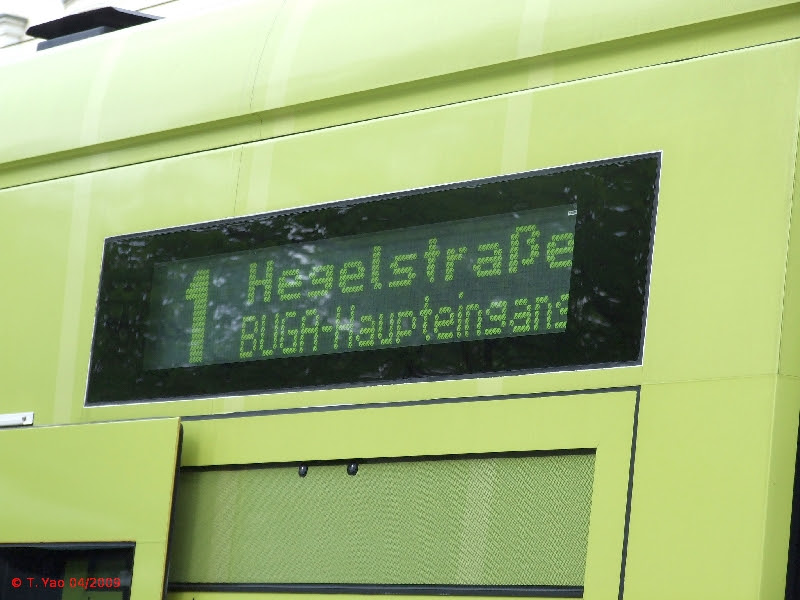 1 Hegelstraße
BUGA-Haupteingang
© T. Yao 04/2009